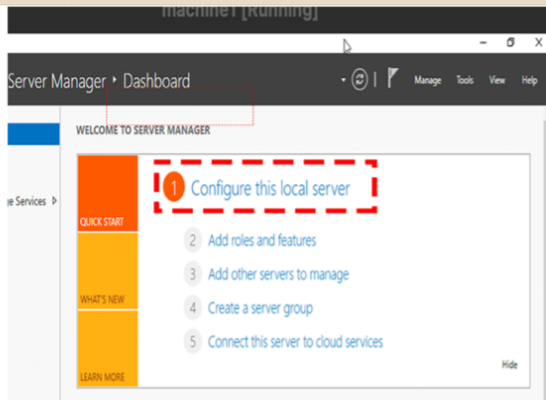 machine1 [Running]
Server Manager ‣ Dashboard
Manage Tools View Help
WELCOME TO SERVER MANAGER
1 Configure this local server
ge Services
QUICK START
2 Add roles and features
3 Add other servers to manage
WHAT'S NEW
4 Create a server group
5 Connect this server to cloud services
Hide
LEARN MORE